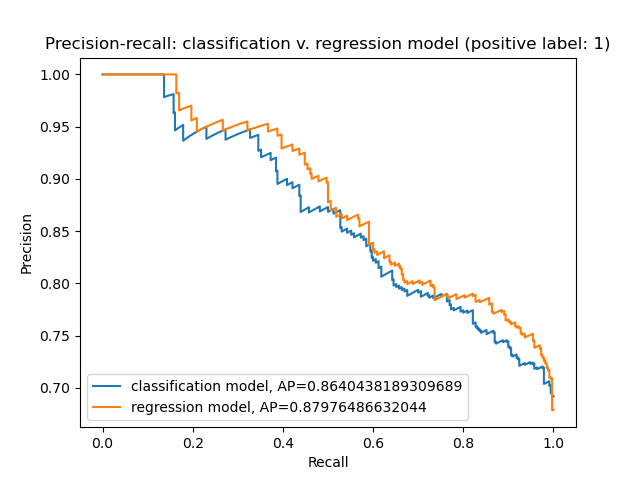 Precision-recall: classification v. regression model (positive label: 1)
1.00
0.95
0.90
0.85
0.80
0.75
0.70
Precision
classification model, AP=0.8640438189309689
regression model, AP=0.87976486632044
0.0 0.2 0.4 0.6 0.8 1.0
Recall